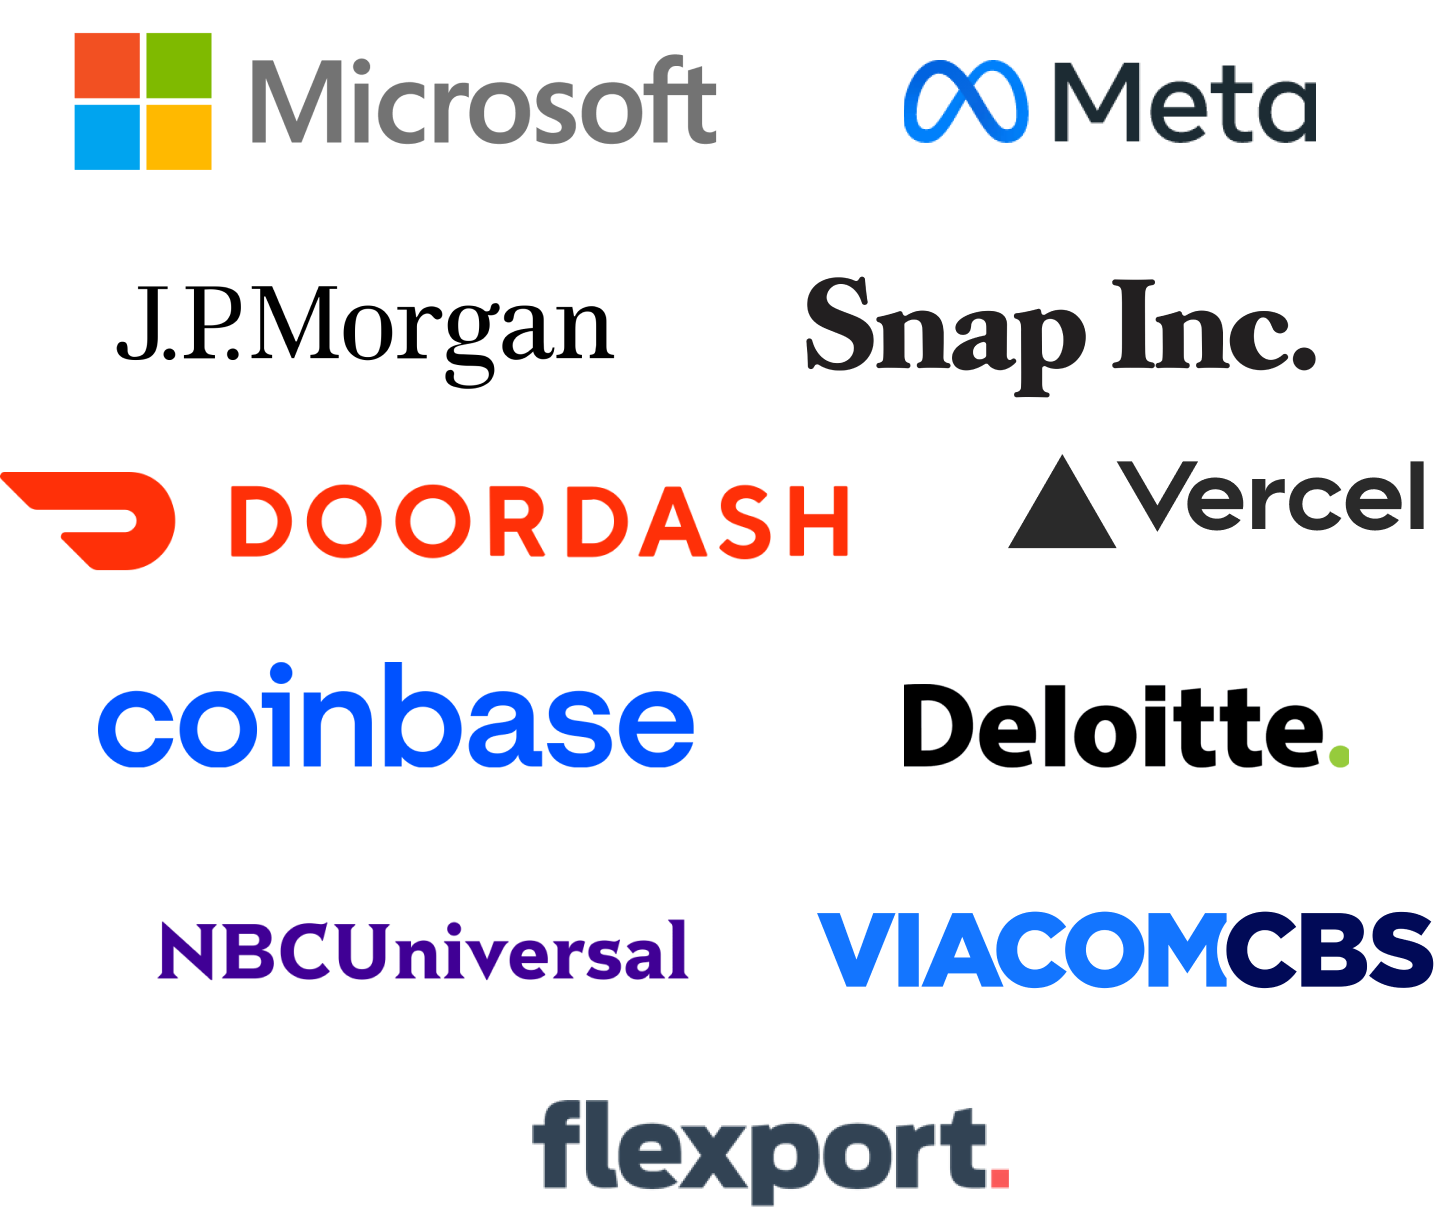 Microsoft
Meta
J.P.Morgan
Snap Inc.
DOORDASH
Vercel
coinbase
Deloitte.
NBCUniversal
VIACOMCBS
flexport.